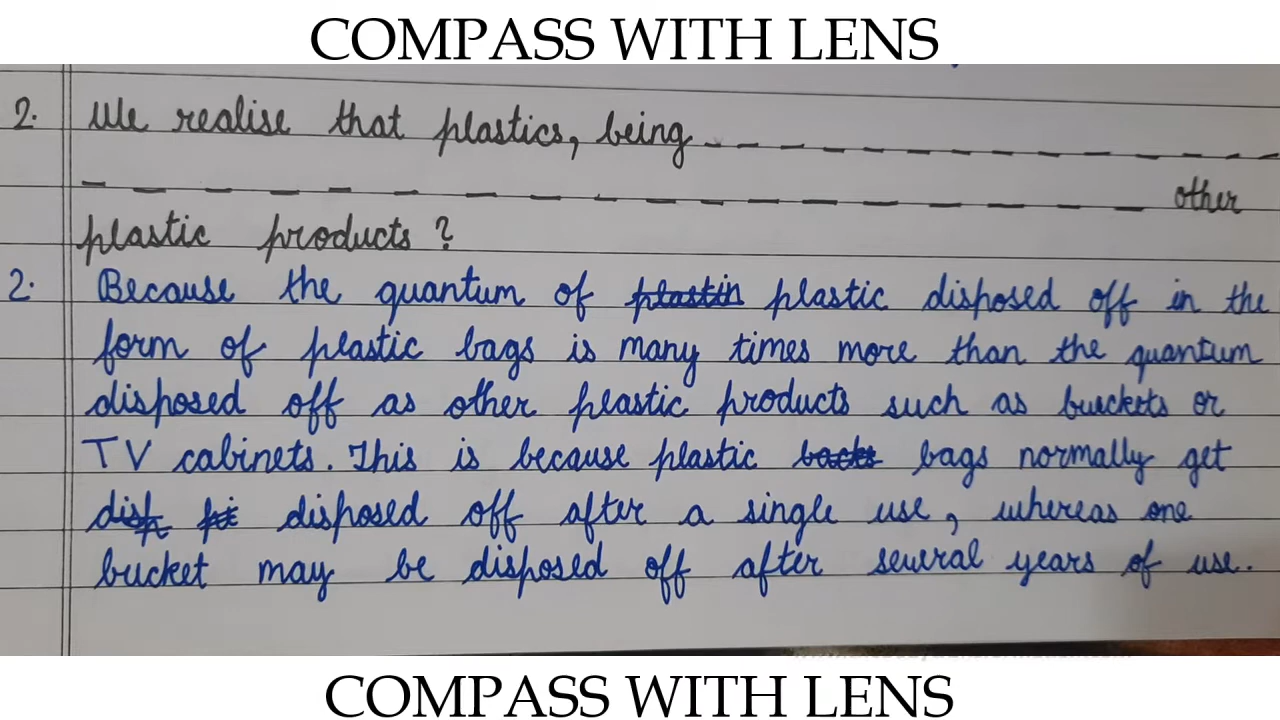 COMPASS WITH LENS
2. We realise that plastics, being - - - - - - - - - - - - -
- - - - - - - - - - - - - - - - - other
plastic products?
2. Because the quantum of plastic disposed off in the
form of plastic bags is many times more than the quantum
disposed off as other plastic products such as buckets or
TV cabinets. This is because plastic bags normally get
disposed off after a single use, whereas one
bucket may be disposed off after several years of use.
COMPASS WITH LENS